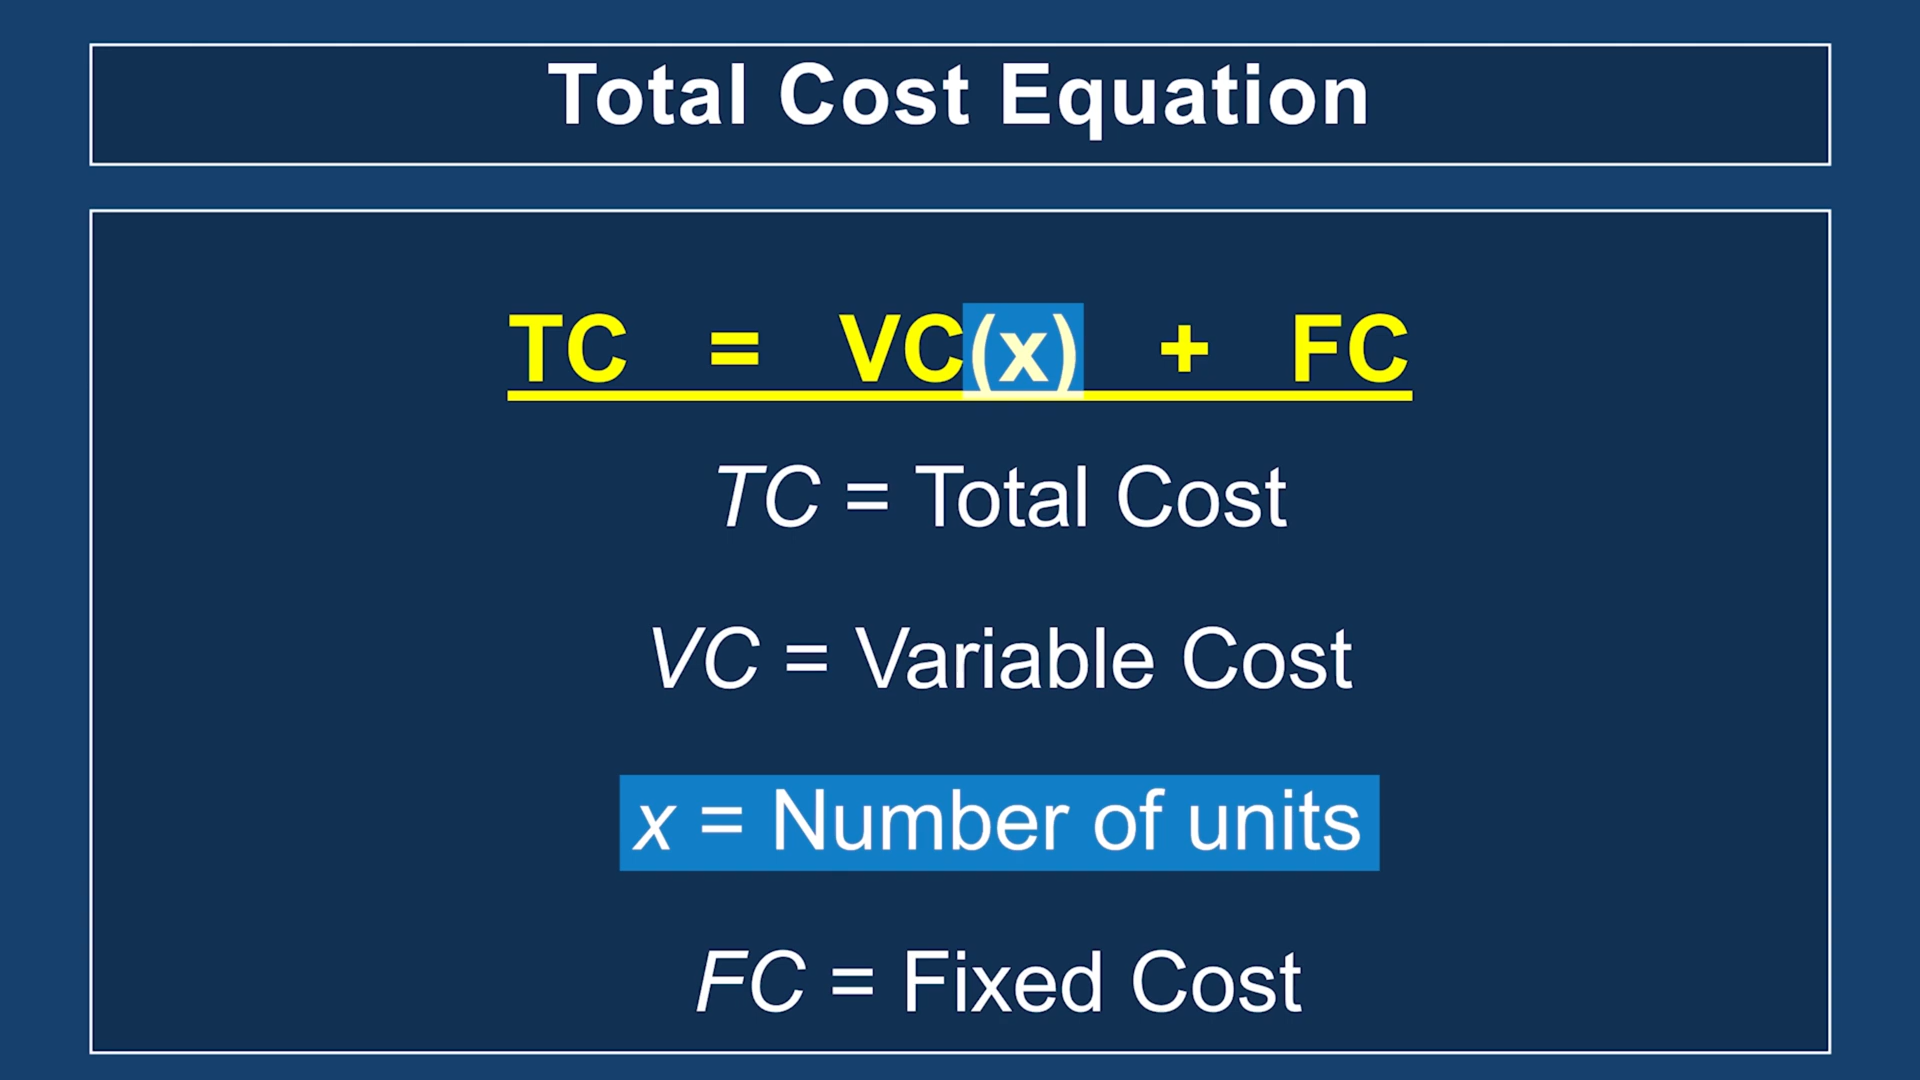 Total Cost Equation
TC = VC(x) + FC
TC = Total Cost
VC = Variable Cost
x = Number of units
FC = Fixed Cost